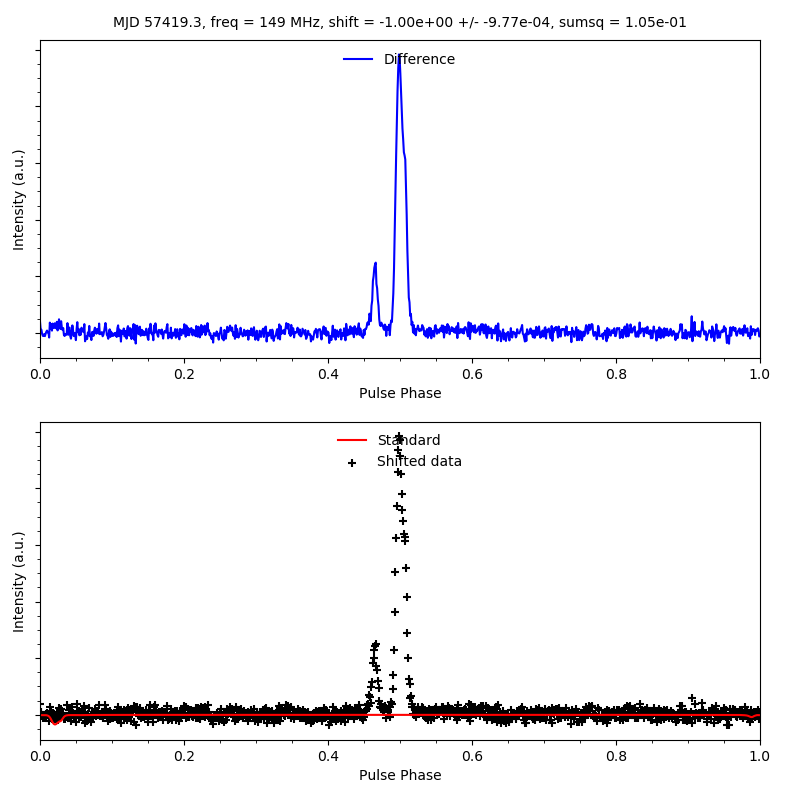 MJD 57419.3, freq = 149 MHz, shift = -1.00e+00 +/- -9.77e-04, sumsq = 1.05e-01
Difference
Intensity (a.u.)
0.0 0.2 0.4 0.6 0.8 1.0
Pulse Phase
Standard
Shifted data
Intensity (a.u.)
0.0 0.2 0.4 0.6 0.8 1.0
Pulse Phase